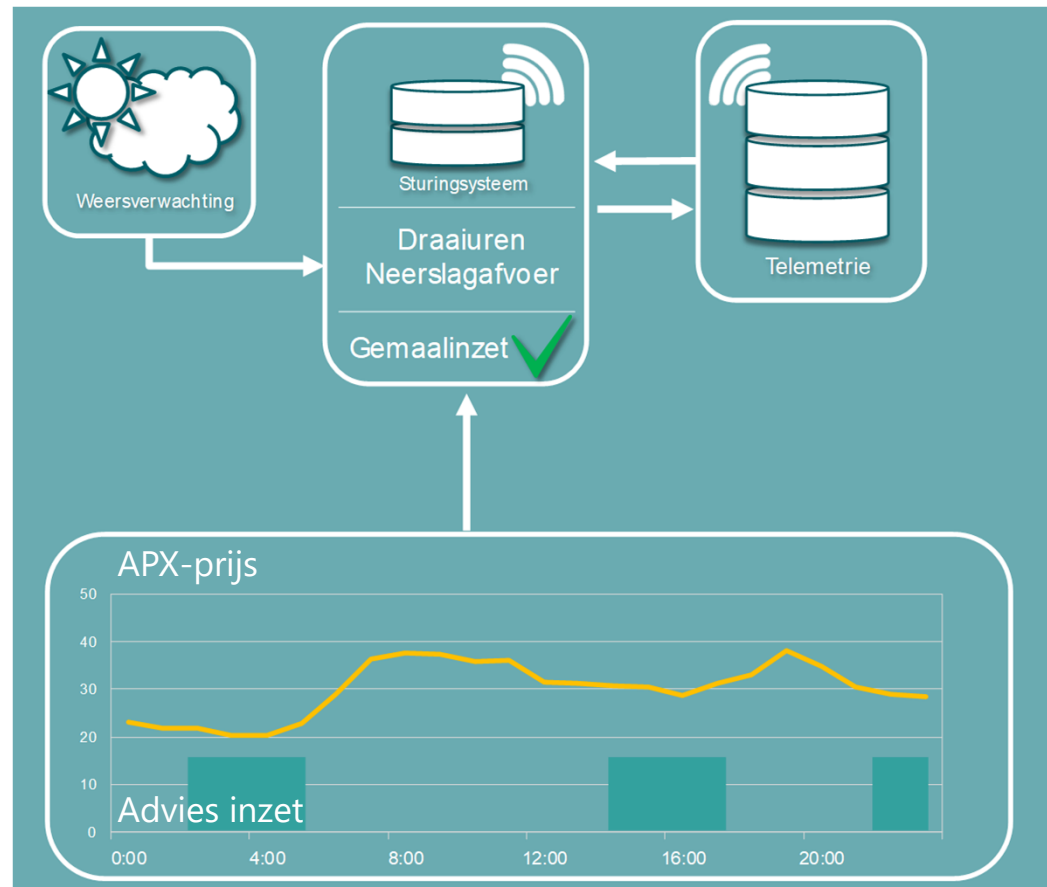 Weersverwachting
Sturingsysteem
Draaiuren
Neerslagafvoer
Gemaalinzet
Telemetrie
APX-prijs
50
40
30
20
10
0
Advies inzet
0:00 4:00 8:00 12:00 16:00 20:00